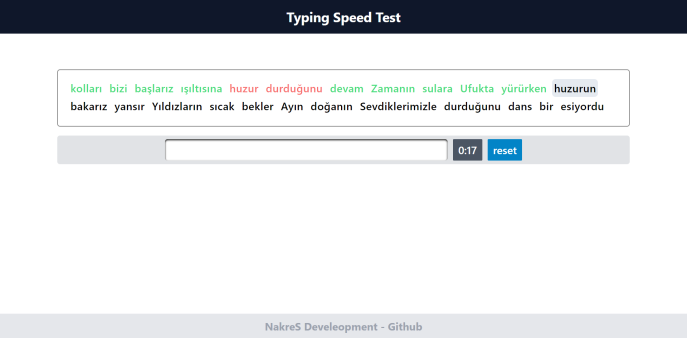 Typing Speed Test
kolları bizi başlarız ışıltısına huzur durduğunu devam Zamanın sulara Ufukta yürürken huzurun
bakarız yansır Yıldızların sıcak bekler Ayın doğanın Sevdiklerimizle durduğunu dans bir esiyordu
0:17 reset
NakreS Develeopment - Github